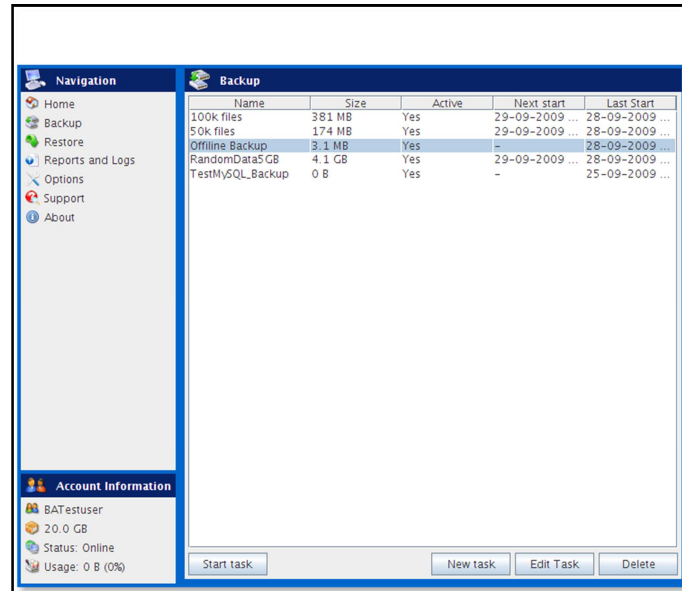 Navigation
Home
Backup
Restore
Reports and Logs
Options
Support
About
Account Information
BATestuser
20.0 GB
Status: Online
Usage: 0 B (0%)
Backup
Name Size Active Next start Last Start
100k files 381 MB Yes 29-09-2009 ... 28-09-2009 ...
50k files 174 MB Yes 29-09-2009 ... 28-09-2009 ...
Offiline Backup 3.1 MB Yes - 28-09-2009 ...
RandomData5GB 4.1 GB Yes 29-09-2009 ... 28-09-2009 ...
TestMySQL_Backup 0 B Yes - 25-09-2009 ...
Start task New task Edit Task Delete